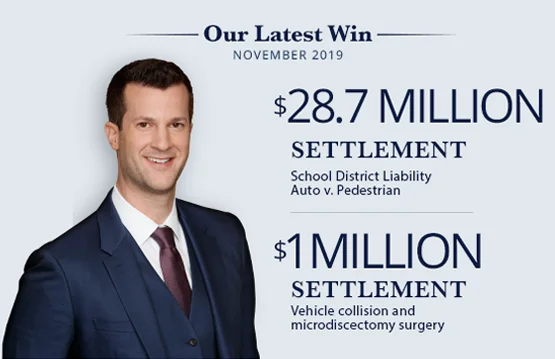 Our Latest Win
NOVEMBER 2019
$28.7 MILLION
SETTLEMENT
School District Liability
Auto v. Pedestrian
$1 MILLION
SETTLEMENT
Vehicle collision and
microdiscectomy surgery